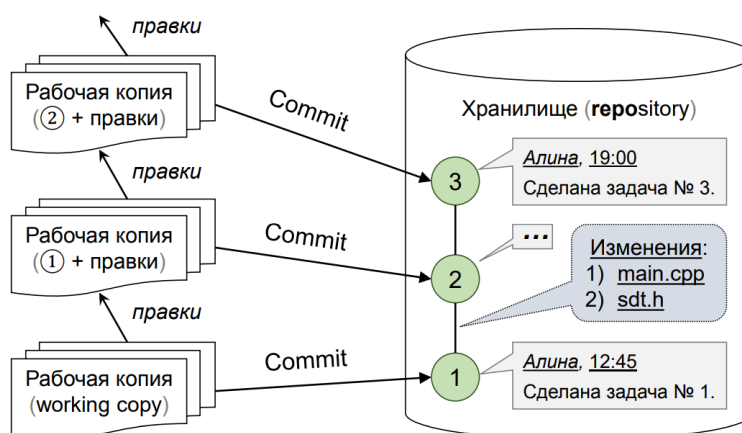 правки
Рабочая копия
(② + правки)
Commit
правки
Рабочая копия
(① + правки)
Commit
правки
Рабочая копия
(working copy)
Commit
Хранилище (repository)
3
Алина, 19:00
Сделана задача № 3.
...
2
Изменения:
1) main.cpp
2) sdt.h
1
Алина, 12:45
Сделана задача № 1.